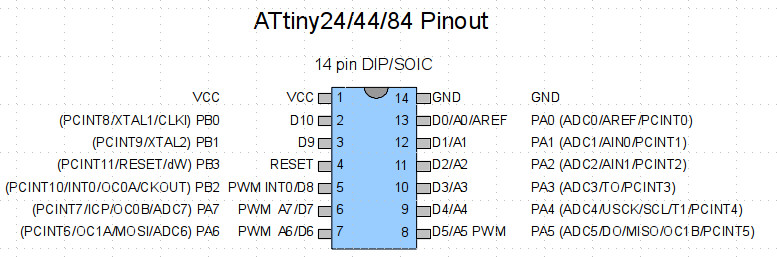 ATtiny24/44/84 Pinout
14 pin DIP/SOIC
VCC VCC 1 14 GND GND
(PCINT8/XTAL1/CLKI) PB0 D10 2 13 D0/A0/AREF PA0 (ADC0/AREF/PCINT0)
(PCINT9/XTAL2) PB1 D9 3 12 D1/A1 PA1 (ADC1/AIN0/PCINT1)
(PCINT11/RESET/dW) PB3 RESET 4 11 D2/A2 PA2 (ADC2/AIN1/PCINT2)
(PCINT10/INT0/OC0A/CKOUT) PB2 PWM INT0/D8 5 10 D3/A3 PA3 (ADC3/TO/PCINT3)
(PCINT7/ICP/OC0B/ADC7) PA7 PWM A7/D7 6 9 D4/A4 PA4 (ADC4/USCK/SCL/T1/PCINT4)
(PCINT6/OC1A/MOSI/ADC6) PA6 PWM A6/D6 7 8 D5/A5 PWM PA5 (ADC5/DO/MISO/OC1B/PCINT5)